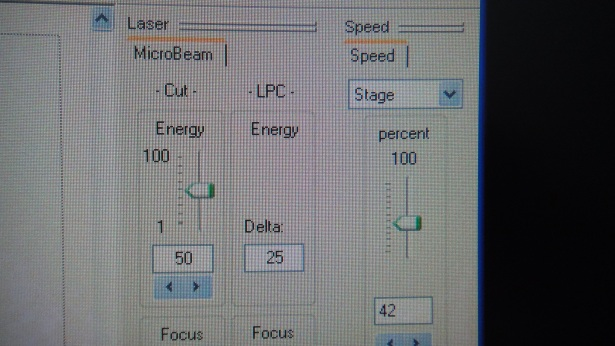 Laser
MicroBeam
- Cut -
- LPC -
Energy
Energy
100
1
Delta:
50
25
Focus
Focus
Speed
Speed
Stage
percent
100
42